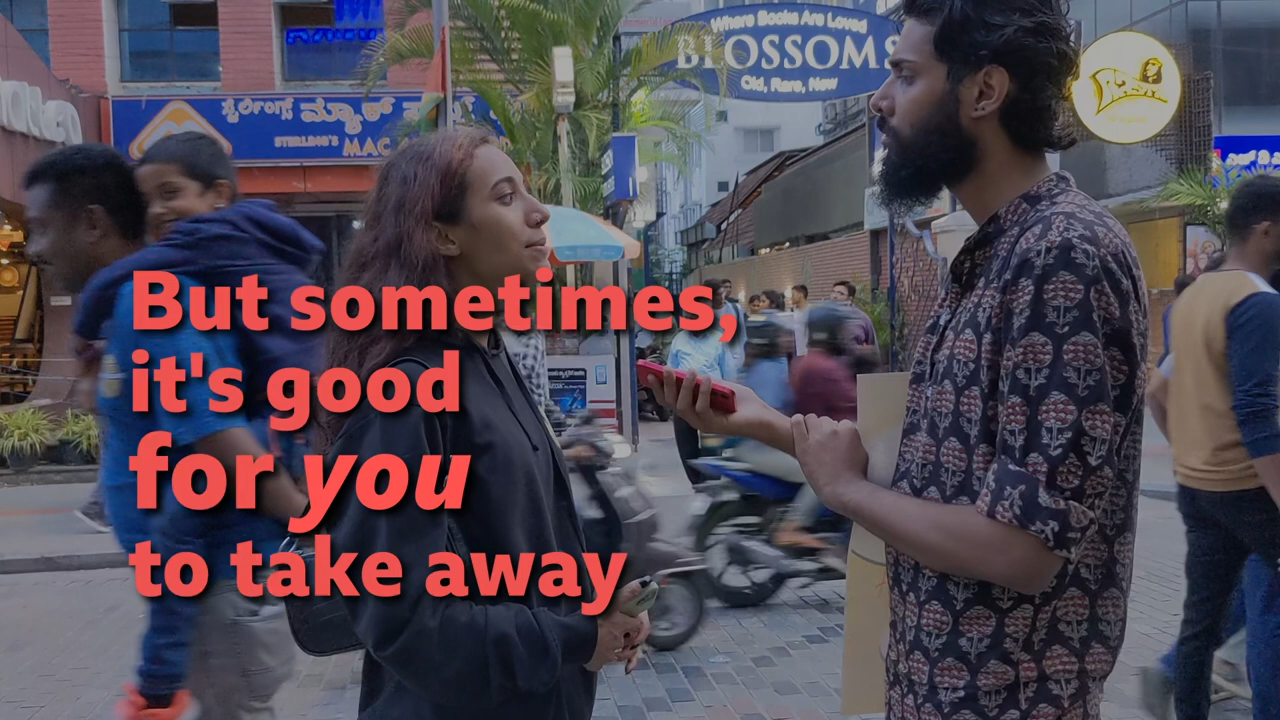 Where Books Are Loved
BLOSSOMS
Old, Rare, New
ಸ್ಟೆರ್ಲಿಂಗ್ಸ್ ಮ್ಯಾಕ್
STERLING'S MAC
But sometimes,
it's good
for you
to take away